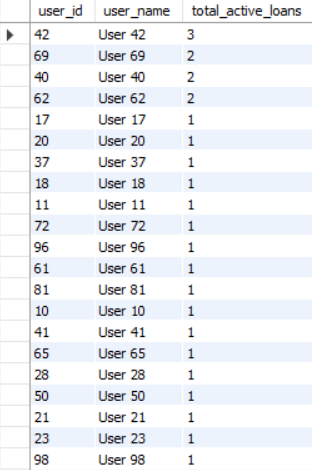 user_id user_name total_active_loans
42 User 42 3
69 User 69 2
40 User 40 2
62 User 62 2
17 User 17 1
20 User 20 1
37 User 37 1
18 User 18 1
11 User 11 1
72 User 72 1
96 User 96 1
61 User 61 1
81 User 81 1
10 User 10 1
41 User 41 1
65 User 65 1
28 User 28 1
50 User 50 1
21 User 21 1
23 User 23 1
98 User 98 1